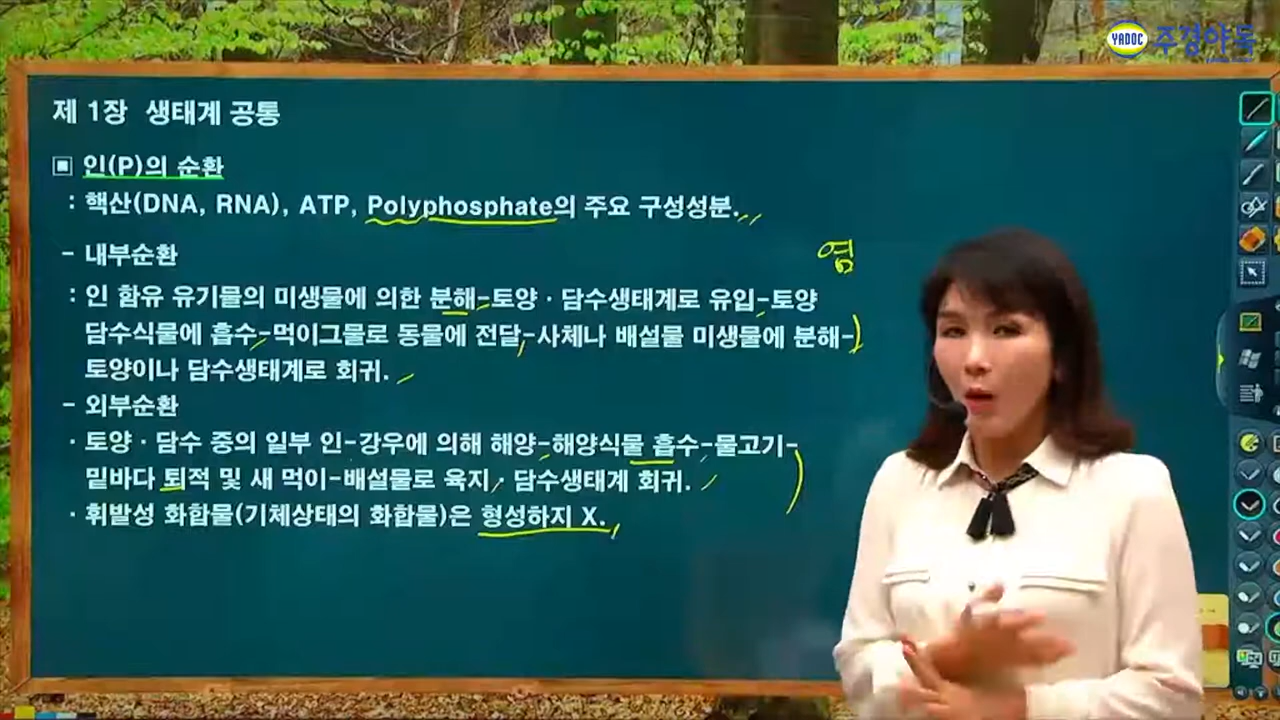 YADOC 주경야독
제 1장 생태계 공통
▣ 인(P)의 순환
: 핵산(DNA, RNA), ATP, Polyphosphate의 주요 구성성분.
- 내부순환
염
: 인 함유 유기물의 미생물에 의한 분해-토양 · 담수생태계로 유입-토양
담수식물에 흡수-먹이그물로 동물에 전달-사체나 배설물 미생물에 분해-
토양이나 담수생태계로 회귀.
- 외부순환
· 토양 · 담수 중의 일부 인-강우에 의해 해양-해양식물 흡수-물고기-
밑바다 퇴적 및 새 먹이-배설물로 육지 · 담수생태계 회귀.
· 휘발성 화합물(기체상태의 화합물)은 형성하지 X.